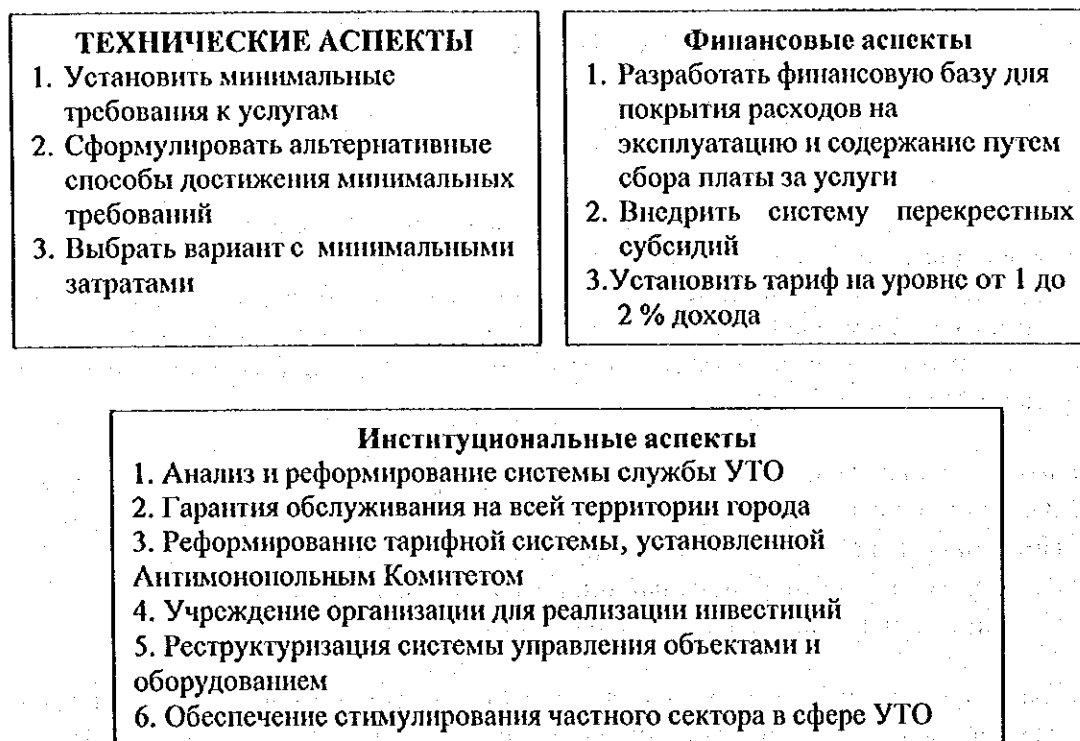 ТЕХНИЧЕСКИЕ АСПЕКТЫ
1. Установить минимальные
требования к услугам
2. Сформулировать альтернативные
способы достижения минимальных
требований
3. Выбрать вариант с минимальными
затратами
Финансовые аспекты
1. Разработать финансовую базу для
покрытия расходов на
эксплуатацию и содержание путем
сбора платы за услуги
2. Внедрить систему перекрестных
субсидий
3.Установить тариф на уровне от 1 до
2 % дохода
Институциональные аспекты
1. Анализ и реформирование системы службы УТО
2. Гарантия обслуживания на всей территории города
3. Реформирование тарифной системы, установленной
Антимонопольным Комитетом
4. Учреждение организации для реализации инвестиций
5. Реструктуризация системы управления объектами и
оборудованием
6. Обеспечение стимулирования частного сектора в сфере УТО